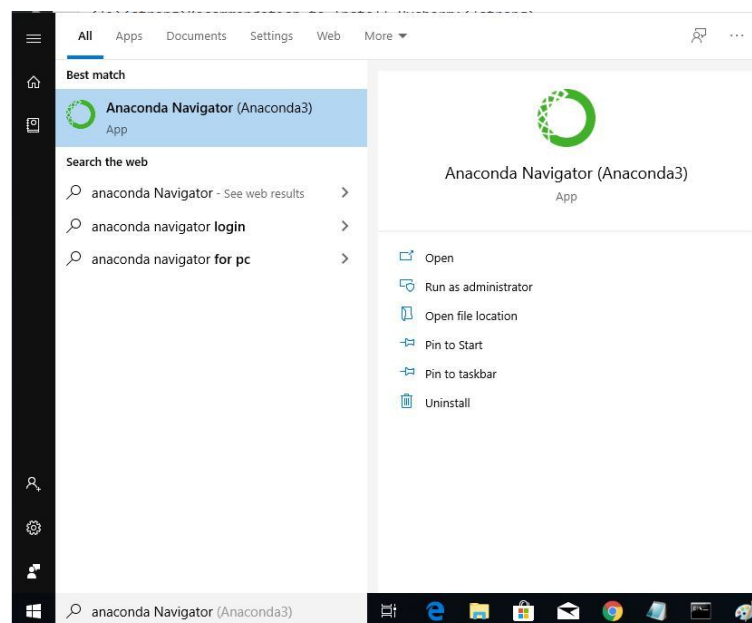 All Apps Documents Settings Web More
Best match
Anaconda Navigator (Anaconda3)
App
Search the web
anaconda Navigator - See web results
anaconda navigator login
anaconda navigator for pc
Anaconda Navigator (Anaconda3)
App
Open
Run as administrator
Open file location
Pin to Start
Pin to taskbar
Uninstall
anaconda Navigator (Anaconda3)